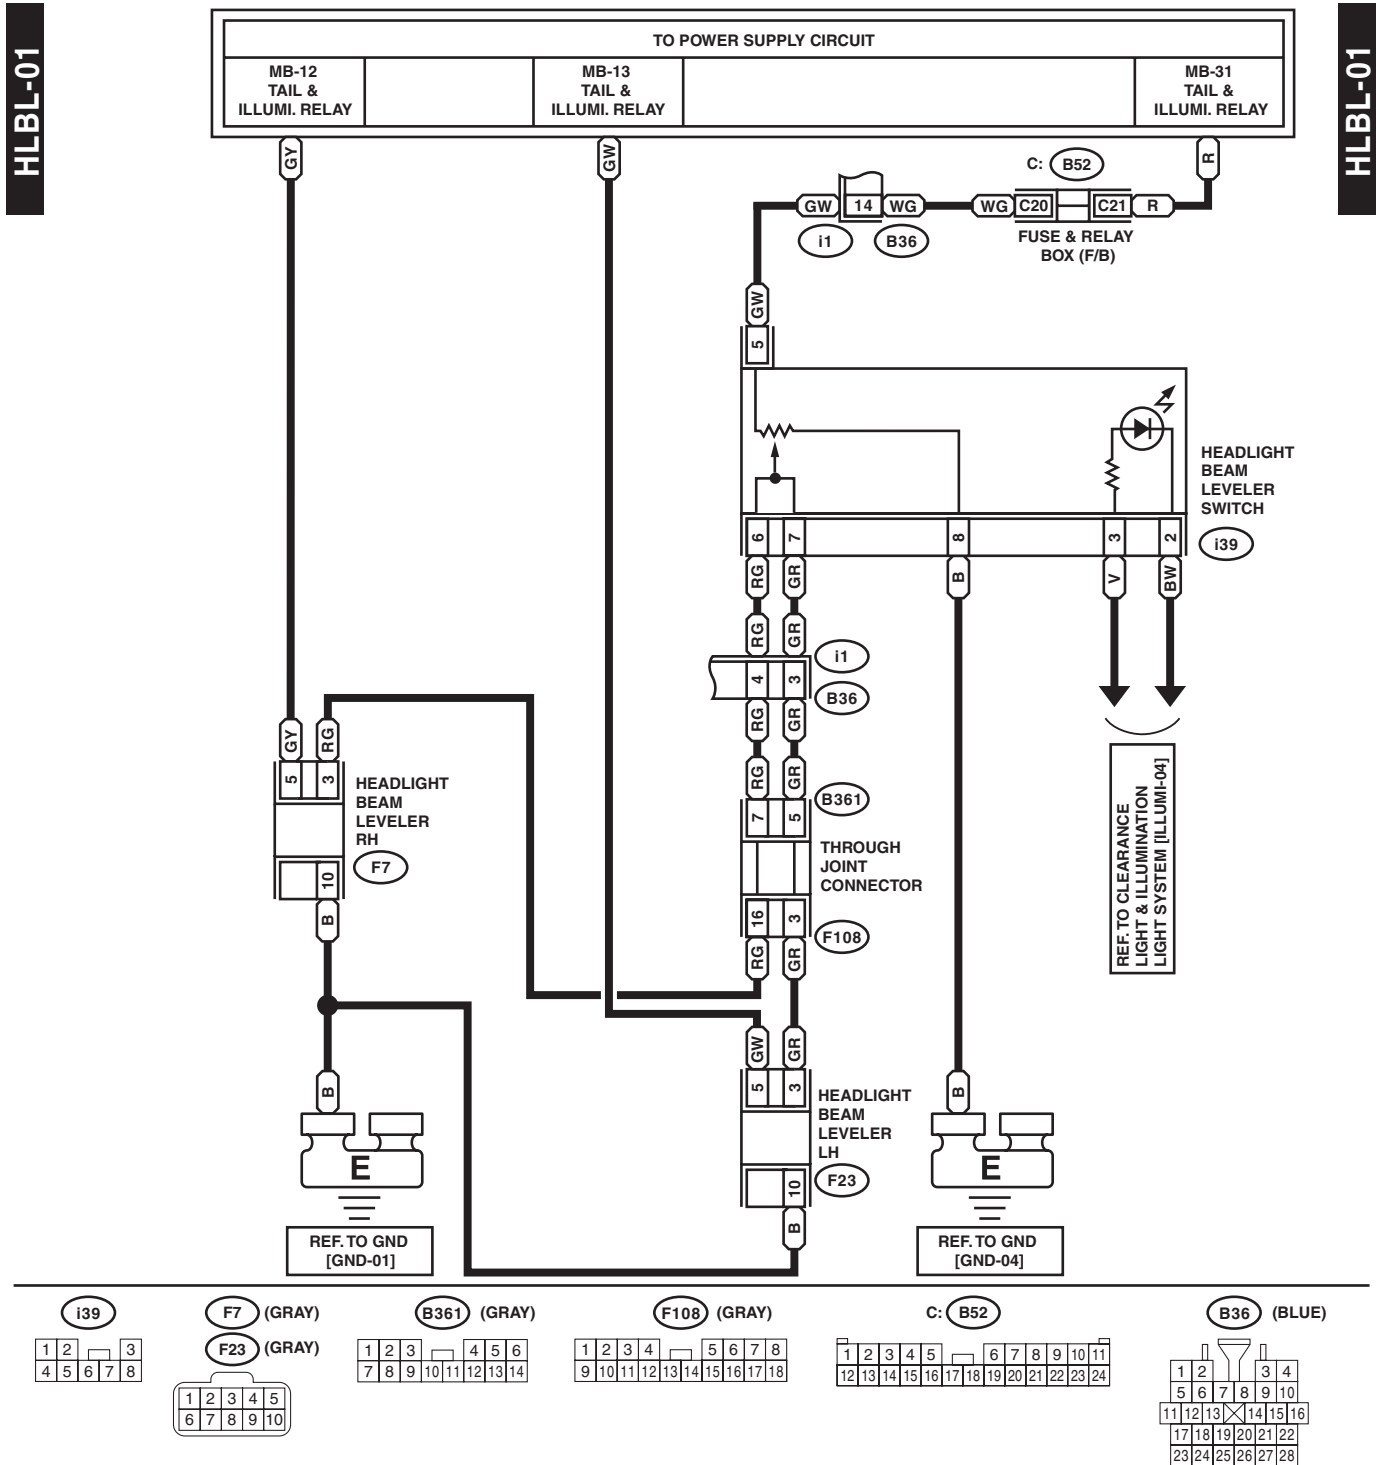 HLBL-01
HLBL-01
TO POWER SUPPLY CIRCUIT
MB-12
TAIL &
ILLUMI. RELAY
MB-13
TAIL &
ILLUMI. RELAY
MB-31
TAIL &
ILLUMI. RELAY
GY
GW
R
C: B52
GW 14 WG
WG C20 C21 R
i1 B36
FUSE & RELAY
BOX (F/B)
GW
5
HEADLIGHT
BEAM
LEVELER
SWITCH
i39
6 7 8 3 2
RG GR B V BW
RG GR
i1
4 3
B36
RG GR
GY RG
5 3
HEADLIGHT
BEAM
LEVELER
RH
F7
10
B
RG GR
B361
7 5
THROUGH
JOINT
CONNECTOR
16 3
F108
RG GR
REF. TO CLEARANCE
LIGHT & ILLUMINATION
LIGHT SYSTEM [ILLUMI-04]
GW GR
5 3
HEADLIGHT
BEAM
LEVELER
LH
F23
10
B
B
E
REF. TO GND
[GND-01]
B
E
REF. TO GND
[GND-04]
i39
1 2 3
4 5 6 7 8
F7 (GRAY)
F23 (GRAY)
1 2 3 4 5
6 7 8 9 10
B361 (GRAY)
1 2 3 4 5 6
7 8 9 10 11 12 13 14
F108 (GRAY)
1 2 3 4 5 6 7 8
9 10 11 12 13 14 15 16 17 18
C: B52
1 2 3 4 5 6 7 8 9 10 11
12 13 14 15 16 17 18 19 20 21 22 23 24
B36 (BLUE)
1 2 3 4
5 6 7 8 9 10
11 12 13 14 15 16
17 18 19 20 21 22
23 24 25 26 27 28